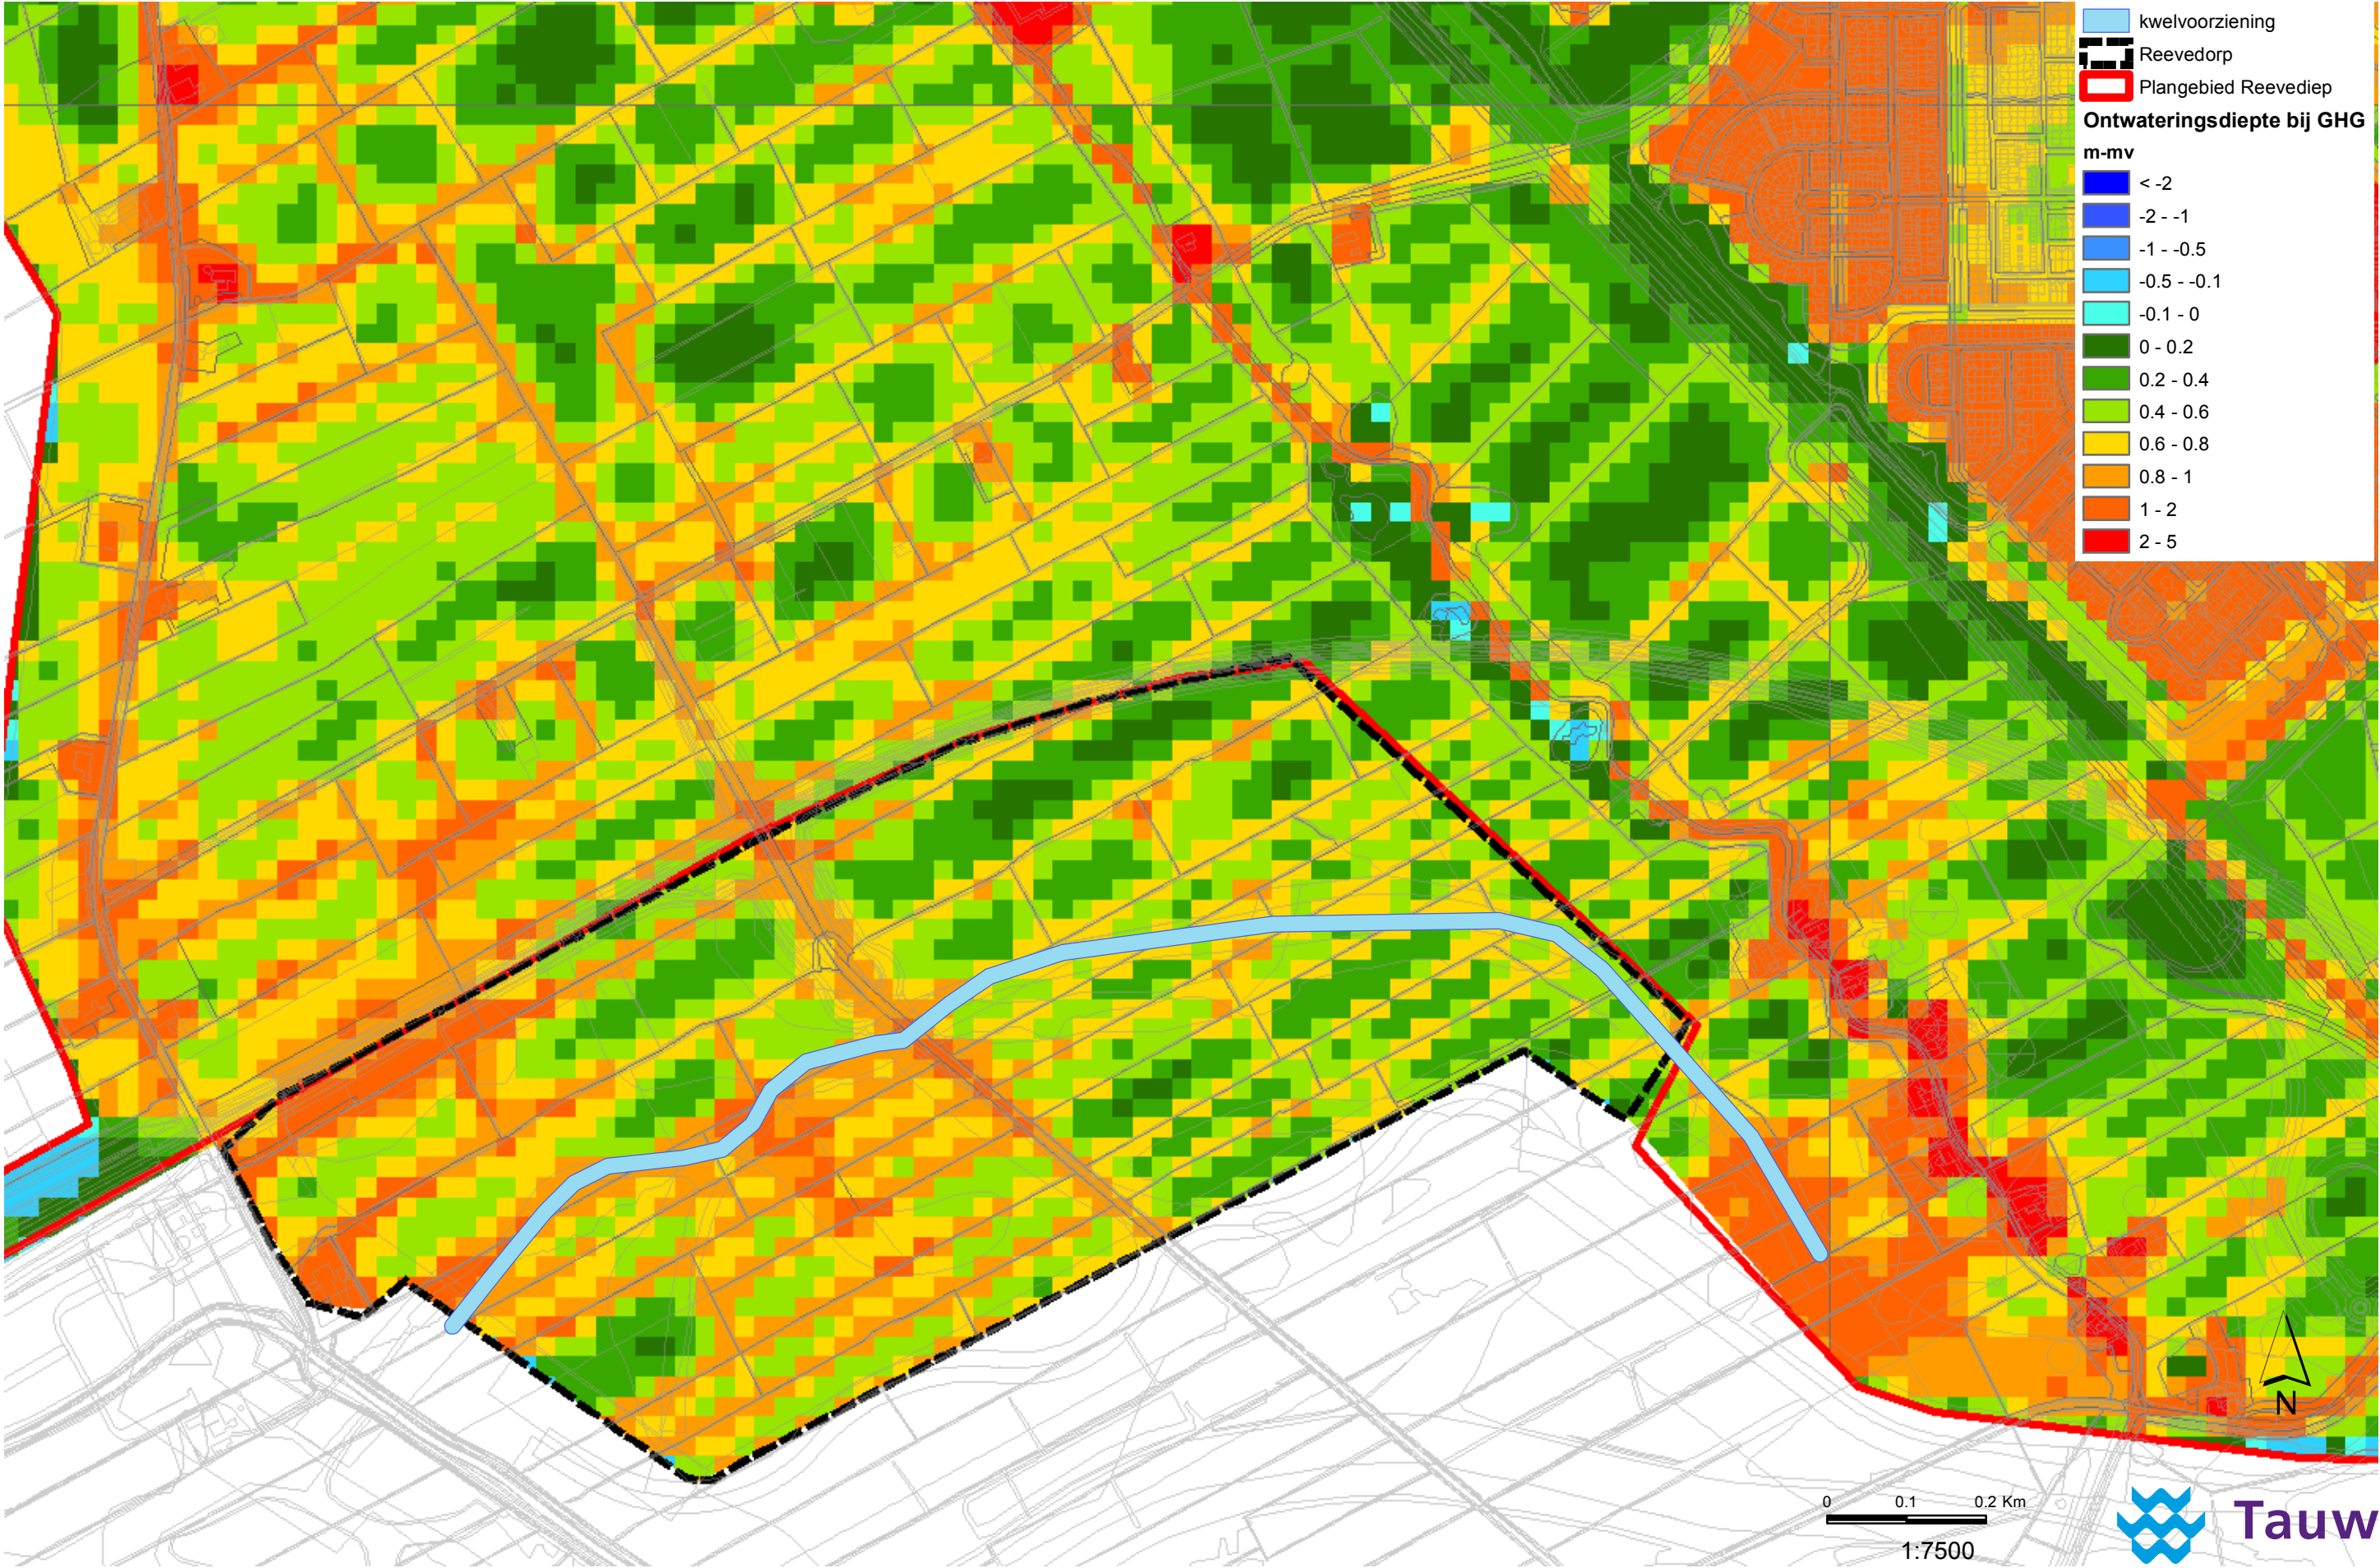 kwelvoorziening
Reevedorp
Plangebied Reevediep
Ontwateringsdiepte bij GHG
m-mv
< -2
-2 - -1
-1 - -0.5
-0.5 - -0.1
-0.1 - 0
0 - 0.2
0.2 - 0.4
0.4 - 0.6
0.6 - 0.8
0.8 - 1
1 - 2
2 - 5
N
0 0.1 0.2 Km
1:7500
Tauw